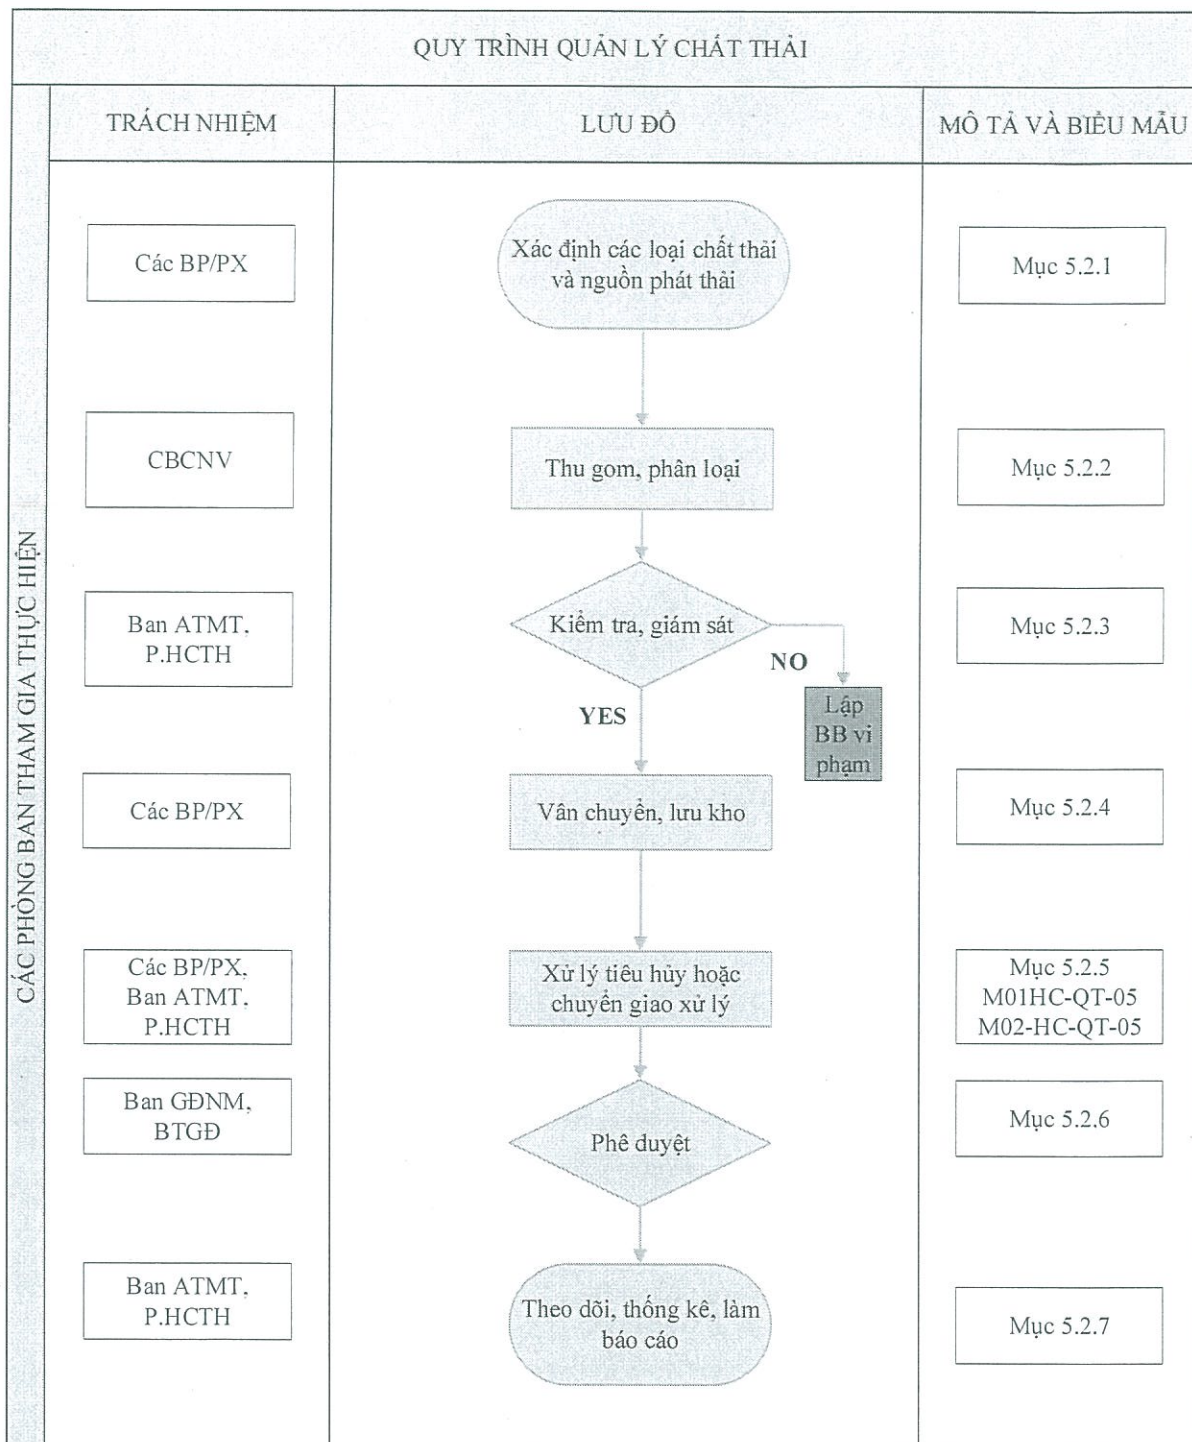 QUY TRÌNH QUẢN LÝ CHẤT THẢI
CÁC PHÒNG BAN THAM GIA THỰC HIỆN
TRÁCH NHIỆM
LƯU ĐỒ
MÔ TẢ VÀ BIỂU MẪU
Các BP/PX
Xác định các loại chất thải
và nguồn phát thải
Mục 5.2.1
CBCNV
Thu gom, phân loại
Mục 5.2.2
Ban ATMT,
P.HCTH
Kiểm tra, giám sát
Mục 5.2.3
NO
YES
Lập
BB vi
phạm
Các BP/PX
Vân chuyển, lưu kho
Mục 5.2.4
Các BP/PX,
Ban ATMT,
P.HCTH
Xử lý tiêu hủy hoặc
chuyển giao xử lý
Mục 5.2.5
M01HC-QT-05
M02-HC-QT-05
Ban GĐNM,
BTGĐ
Phê duyệt
Mục 5.2.6
Ban ATMT,
P.HCTH
Theo dõi, thống kê, làm
báo cáo
Mục 5.2.7